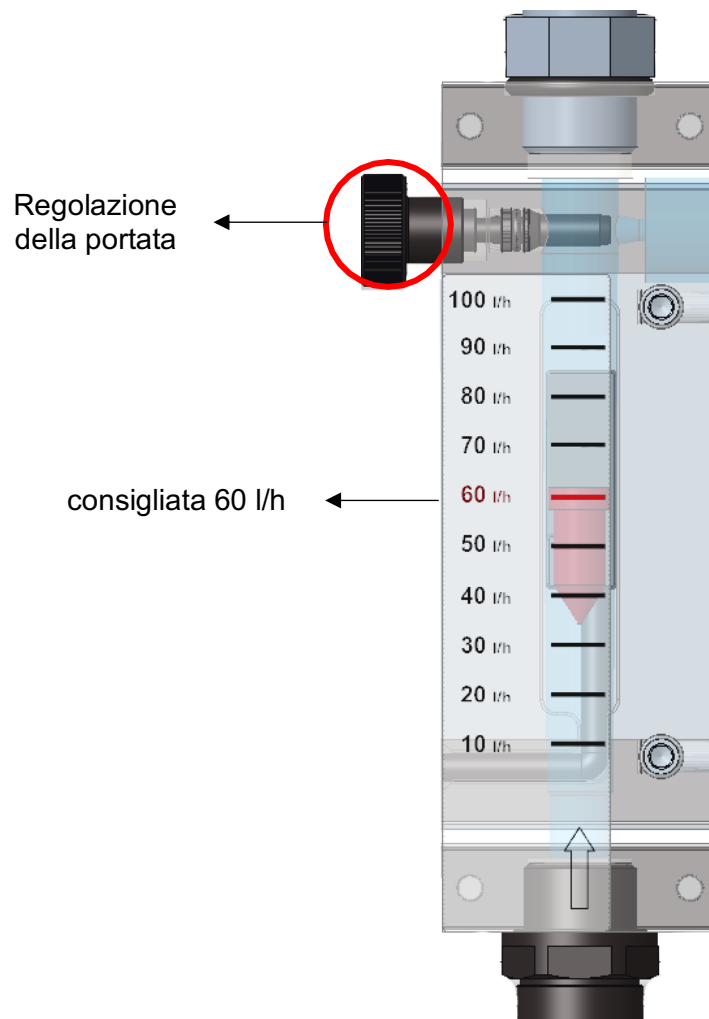 Regolazione
della portata
100 l/h
90 l/h
80 l/h
70 l/h
consigliata 60 l/h
60 l/h
50 l/h
40 l/h
30 l/h
20 l/h
10 l/h